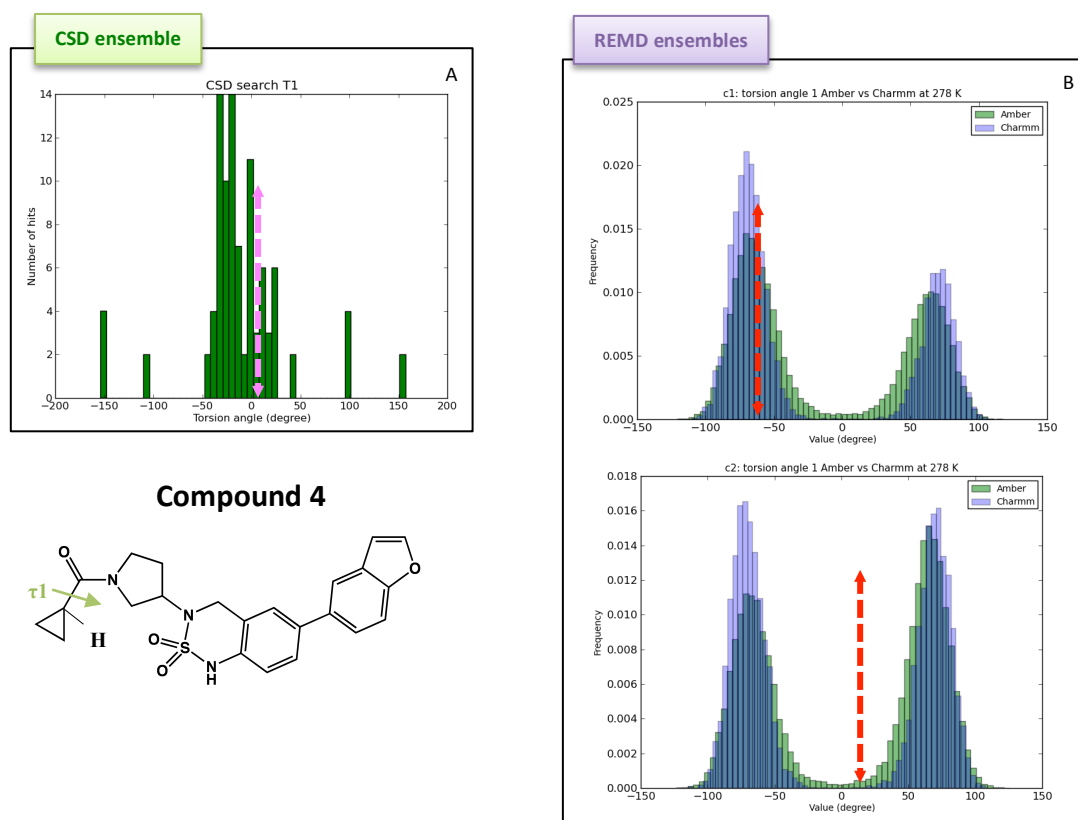 CSD ensemble
A
CSD search T1
14
12
10
8
6
4
2
0
Number of hits
−200 −150 −100 −50 0 50 100 150 200
Torsion angle (degree)
Compound 4
O
τ1
N
H
N
O
S
O
N
H
O
REMD ensembles
B
c1: torsion angle 1 Amber vs Charmm at 278 K
Amber
Charmm
0.025
0.020
0.015
0.010
0.005
0.000
Frequency
−150 −100 −50 0 50 100 150
Value (degree)
c2: torsion angle 1 Amber vs Charmm at 278 K
Amber
Charmm
0.018
0.016
0.014
0.012
0.010
0.008
0.006
0.004
0.002
0.000
Frequency
−150 −100 −50 0 50 100 150
Value (degree)